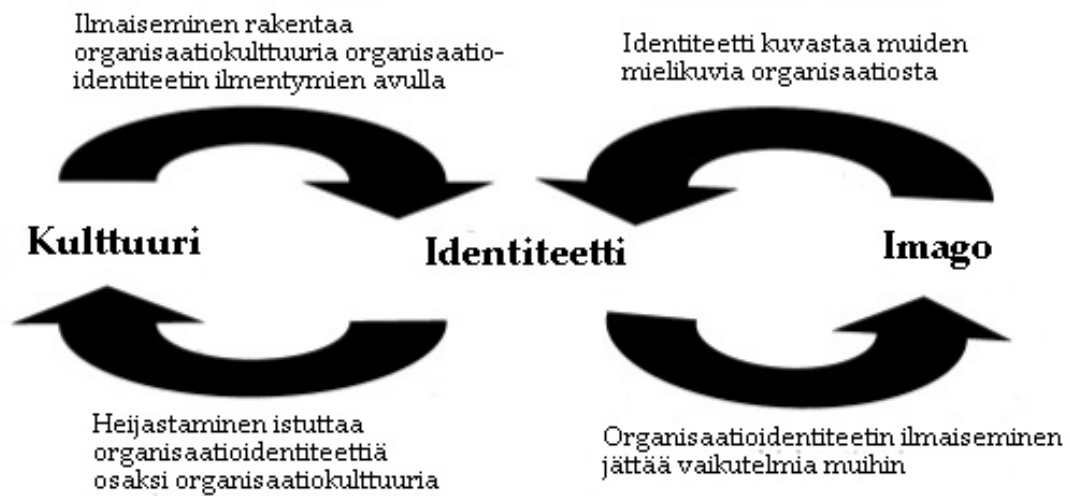 Ilmaiseminen rakentaa
organisaatiokulttuuria organisaatio-
identiteetin ilmentymien avulla
Identiteetti kuvastaa muiden
mielikuvia organisaatiosta
Kulttuuri
Identiteetti
Imago
Heijastaminen istuttaa
organisaatioidentiteettiä
osaksi organisaatiokulttuuria
Organisaatioidentiteetin ilmaiseminen
jättää vaikutelmia muihin